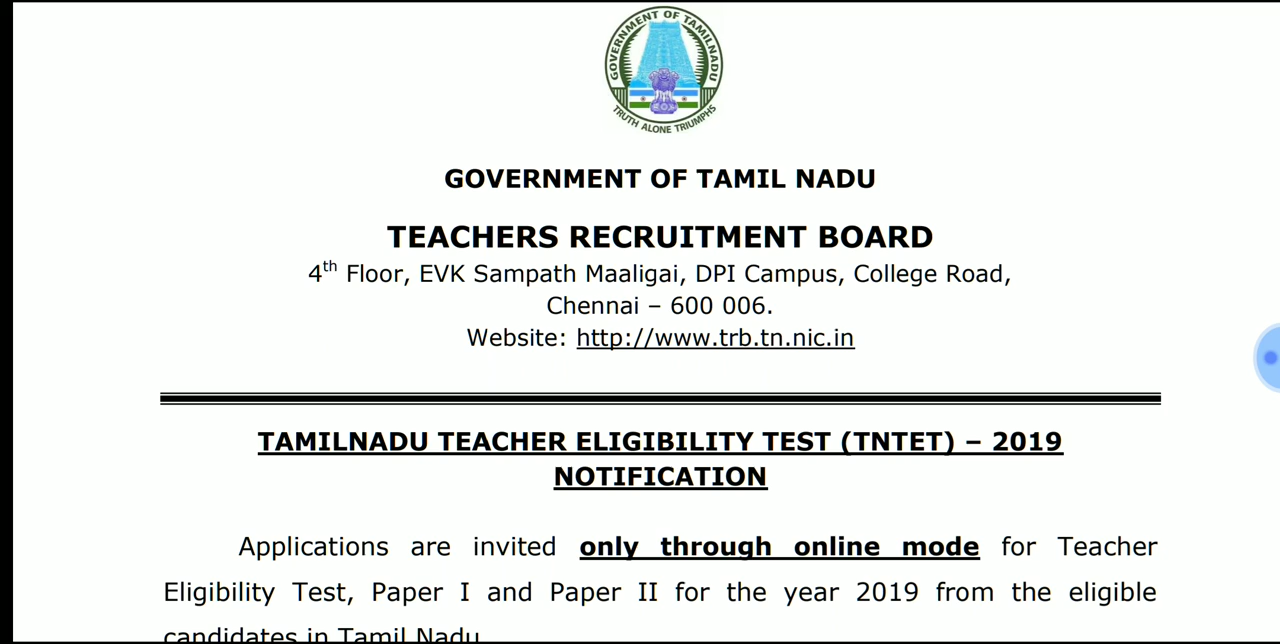 GOVERNMENT OF TAMILNADU
TRUTH ALONE TRIUMPHS
GOVERNMENT OF TAMIL NADU
TEACHERS RECRUITMENT BOARD
4th Floor, EVK Sampath Maaligai, DPI Campus, College Road,
Chennai – 600 006.
Website: http://www.trb.tn.nic.in
TAMILNADU TEACHER ELIGIBILITY TEST (TNTET) – 2019
NOTIFICATION
Applications are invited only through online mode for Teacher
Eligibility Test, Paper I and Paper II for the year 2019 from the eligible
candidates in Tamil Nadu